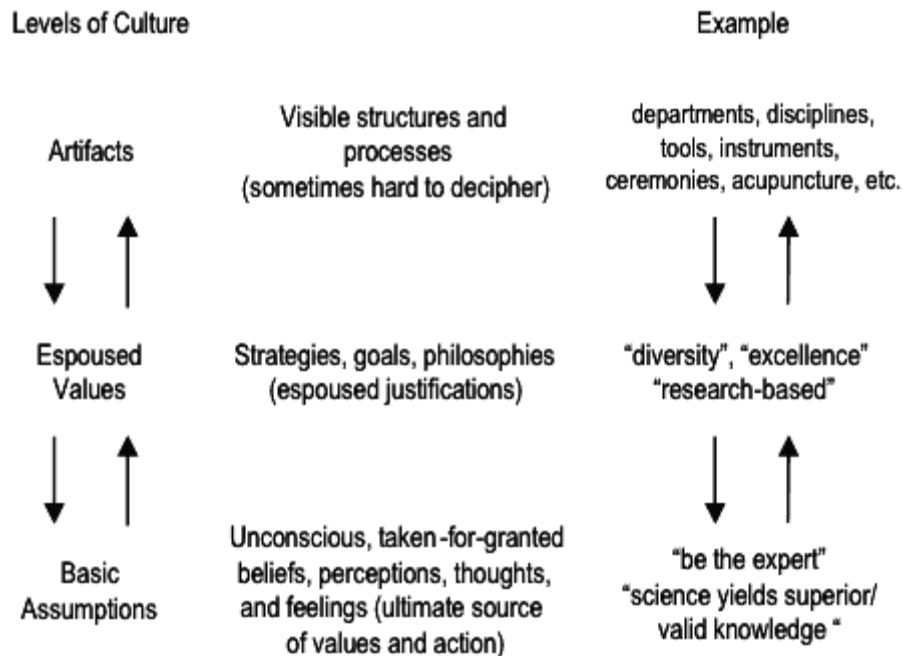 Levels of Culture
Example
Artifacts
Visible structures and
processes
(sometimes hard to decipher)
departments, disciplines,
tools, instruments,
ceremonies, acupuncture, etc.
Espoused
Values
Strategies, goals, philosophies
(espoused justifications)
“diversity”, “excellence”
“research-based”
Basic
Assumptions
Unconscious, taken-for-granted
beliefs, perceptions, thoughts,
and feelings (ultimate source
of values and action)
“be the expert”
“science yields superior/
valid knowledge “